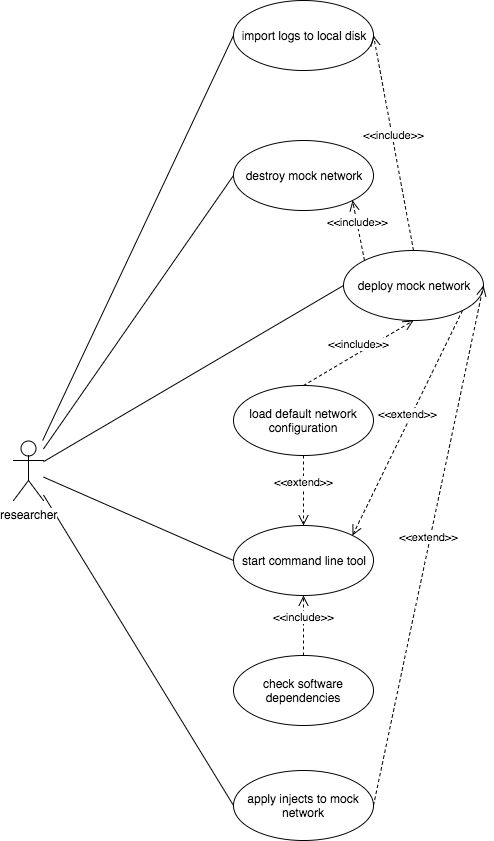 import logs to local disk
<<include>>
destroy mock network
<<include>>
deploy mock network
<<include>>
load default network
configuration
<<extend>>
<<extend>>
researcher
<<extend>>
start command line tool
<<include>>
check software
dependencies
apply injects to mock
network